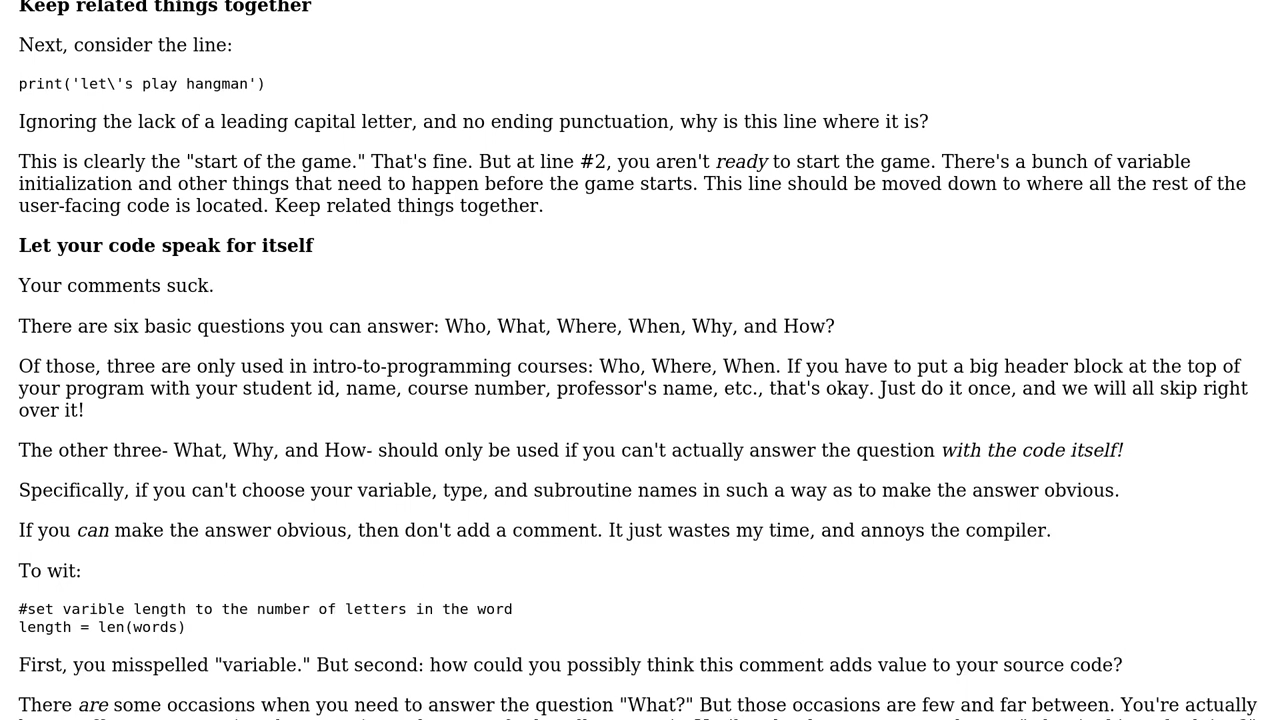 Keep related things together
Next, consider the line:
print('let\'s play hangman')
Ignoring the lack of a leading capital letter, and no ending punctuation, why is this line where it is?
This is clearly the "start of the game." That's fine. But at line #2, you aren't ready to start the game. There's a bunch of variable
initialization and other things that need to happen before the game starts. This line should be moved down to where all the rest of the
user-facing code is located. Keep related things together.
Let your code speak for itself
Your comments suck.
There are six basic questions you can answer: Who, What, Where, When, Why, and How?
Of those, three are only used in intro-to-programming courses: Who, Where, When. If you have to put a big header block at the top of
your program with your student id, name, course number, professor's name, etc., that's okay. Just do it once, and we will all skip right
over it!
The other three- What, Why, and How- should only be used if you can't actually answer the question with the code itself!
Specifically, if you can't choose your variable, type, and subroutine names in such a way as to make the answer obvious.
If you can make the answer obvious, then don't add a comment. It just wastes my time, and annoys the compiler.
To wit:
#set varible length to the number of letters in the word
length = len(words)
First, you misspelled "variable." But second: how could you possibly think this comment adds value to your source code?
There are some occasions when you need to answer the question "What?" But those occasions are few and far between. You're actually